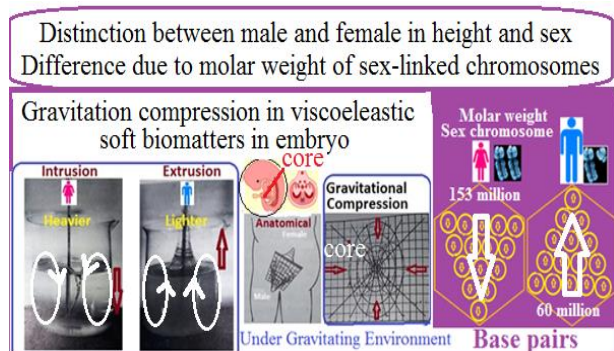 Distinction between male and female in height and sex
Difference due to molar weight of sex-linked chromosomes
Gravitation compression in viscoeleastic
soft biomatters in embryo
Intrusion
Heavier
Extrusion
Lighter
core
Anatomical
Female
Male
Gravitational
Compression
core
Under Gravitating Environment
Molar weight
Sex chromosome
153 million
60 million
Base pairs